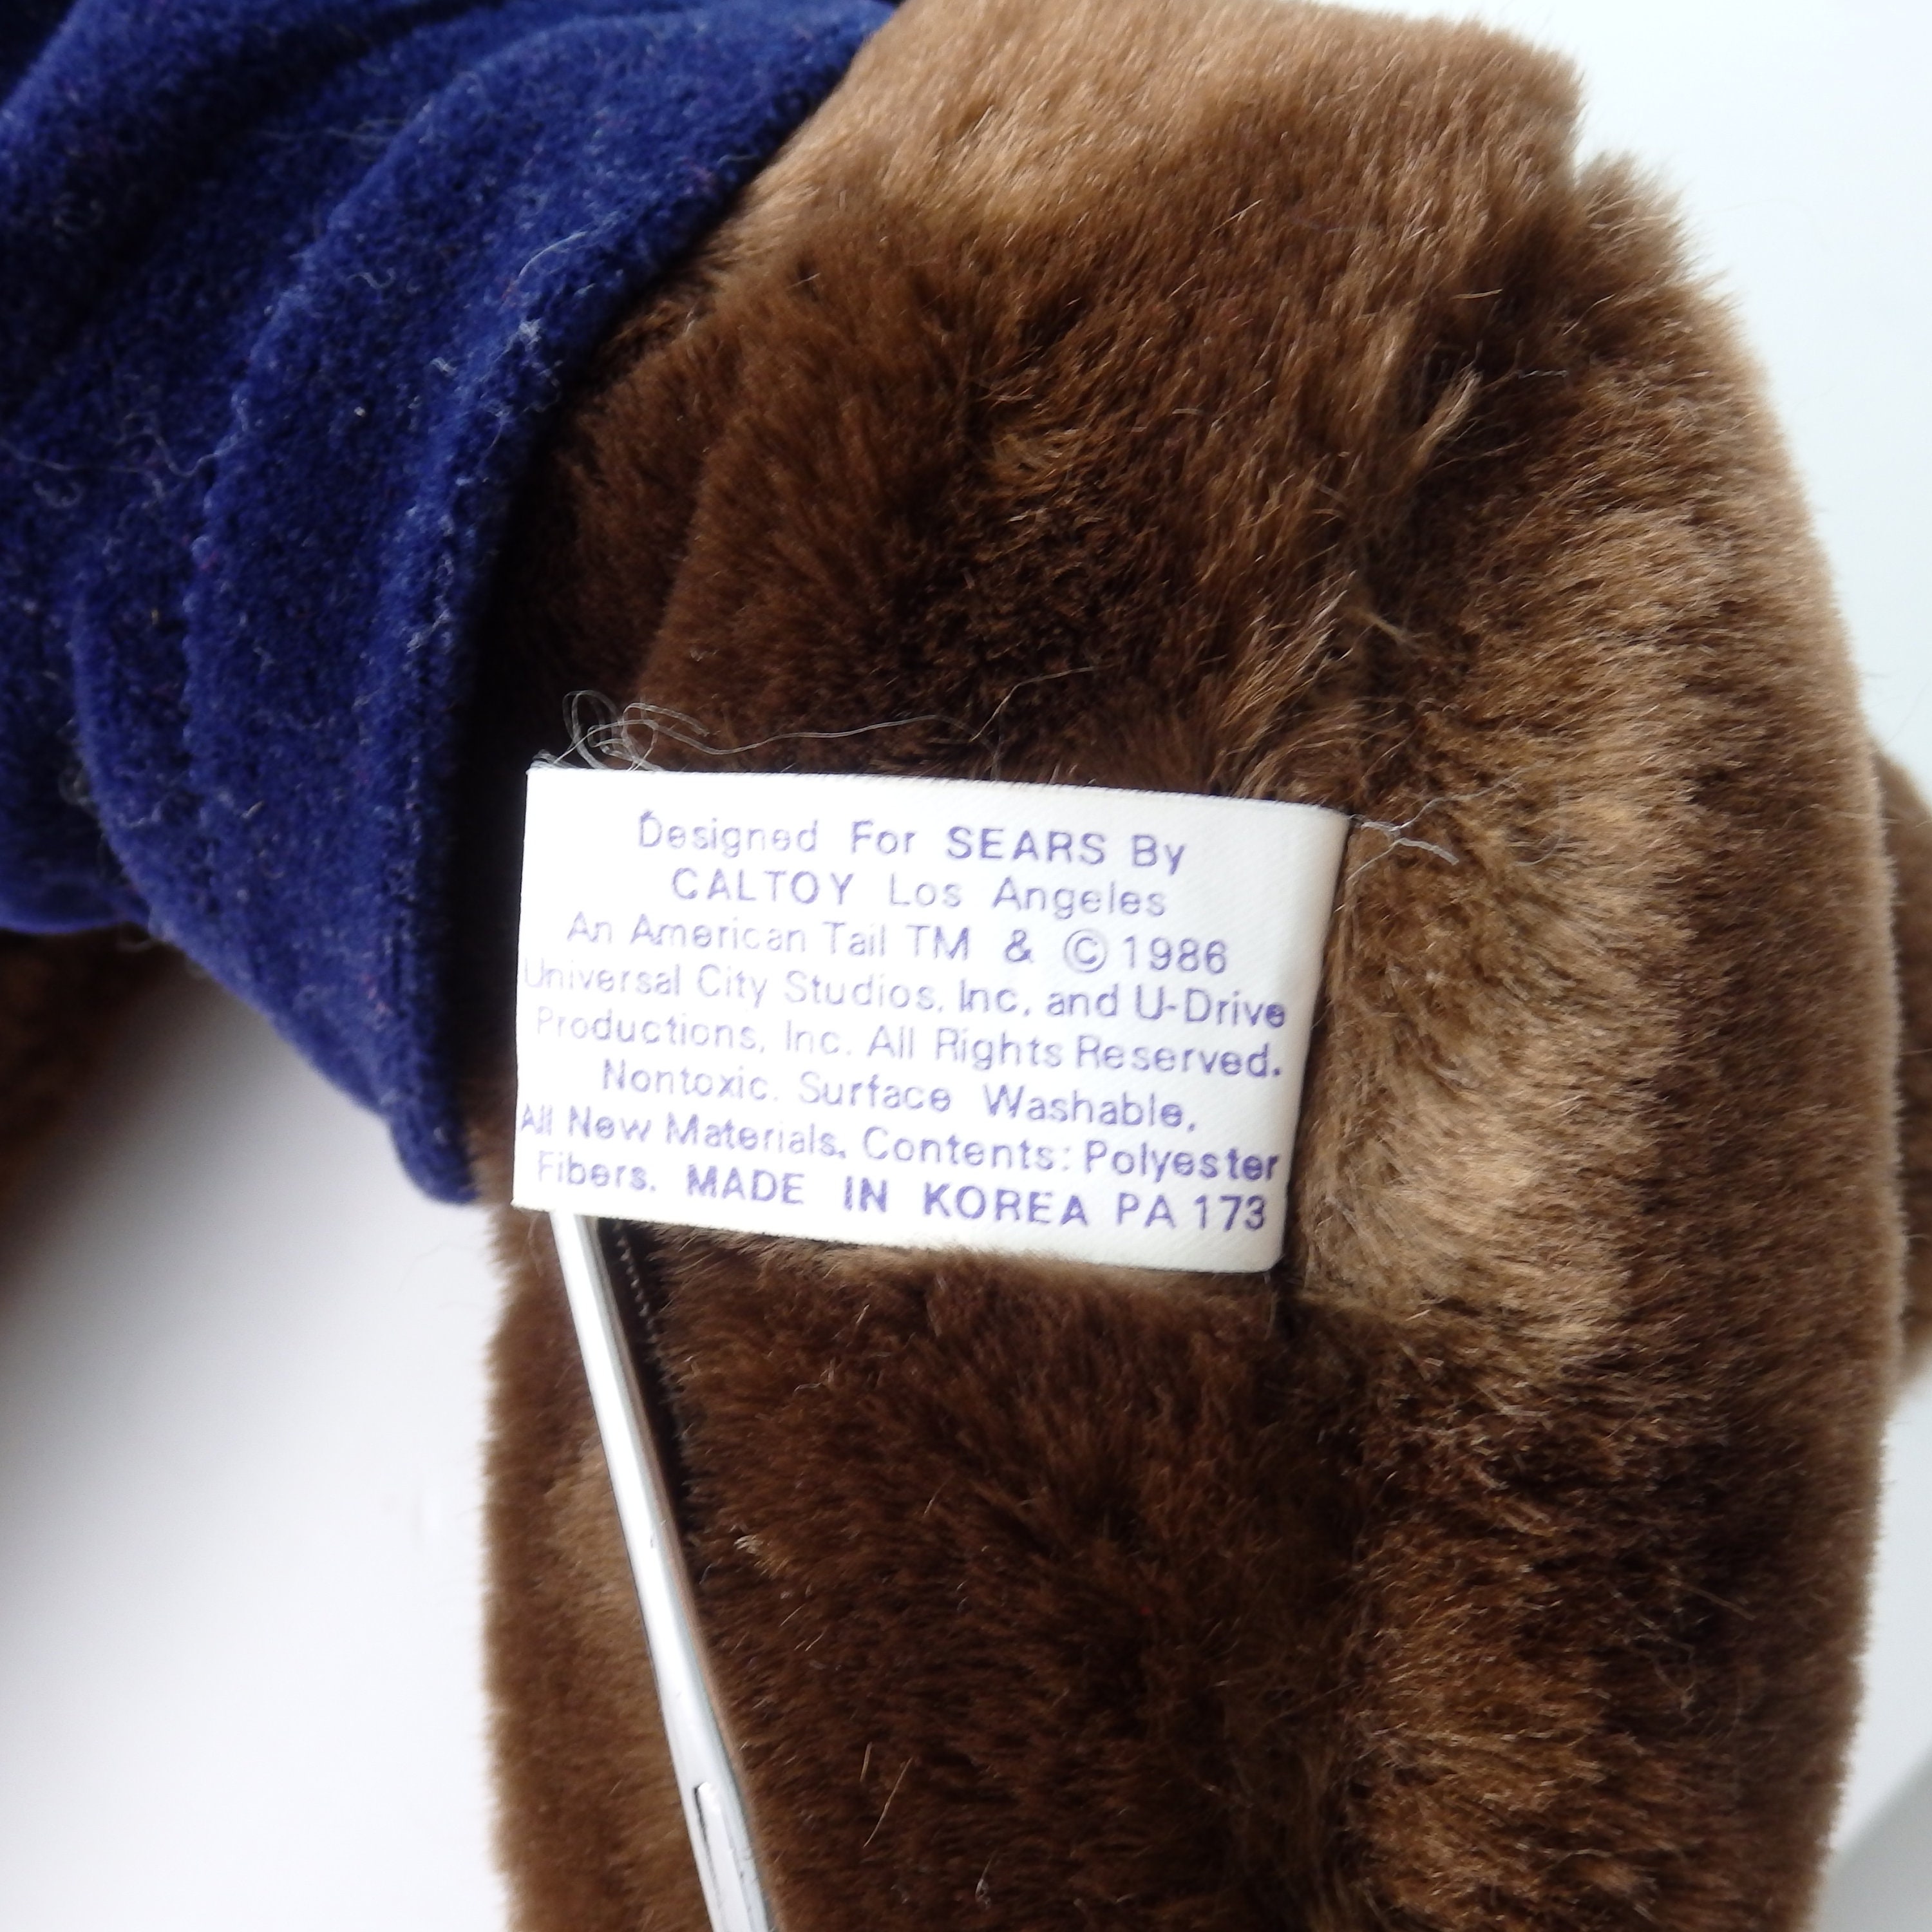 Designed For SEARS By
CALTOY Los Angeles
An American Tail TM & © 1986
Universal City Studios, Inc. and U-Drive
Productions, Inc. All Rights Reserved.
Nontoxic. Surface Washable,
All New Materials. Contents: Polyester
Fibers. MADE IN KOREA PA 173